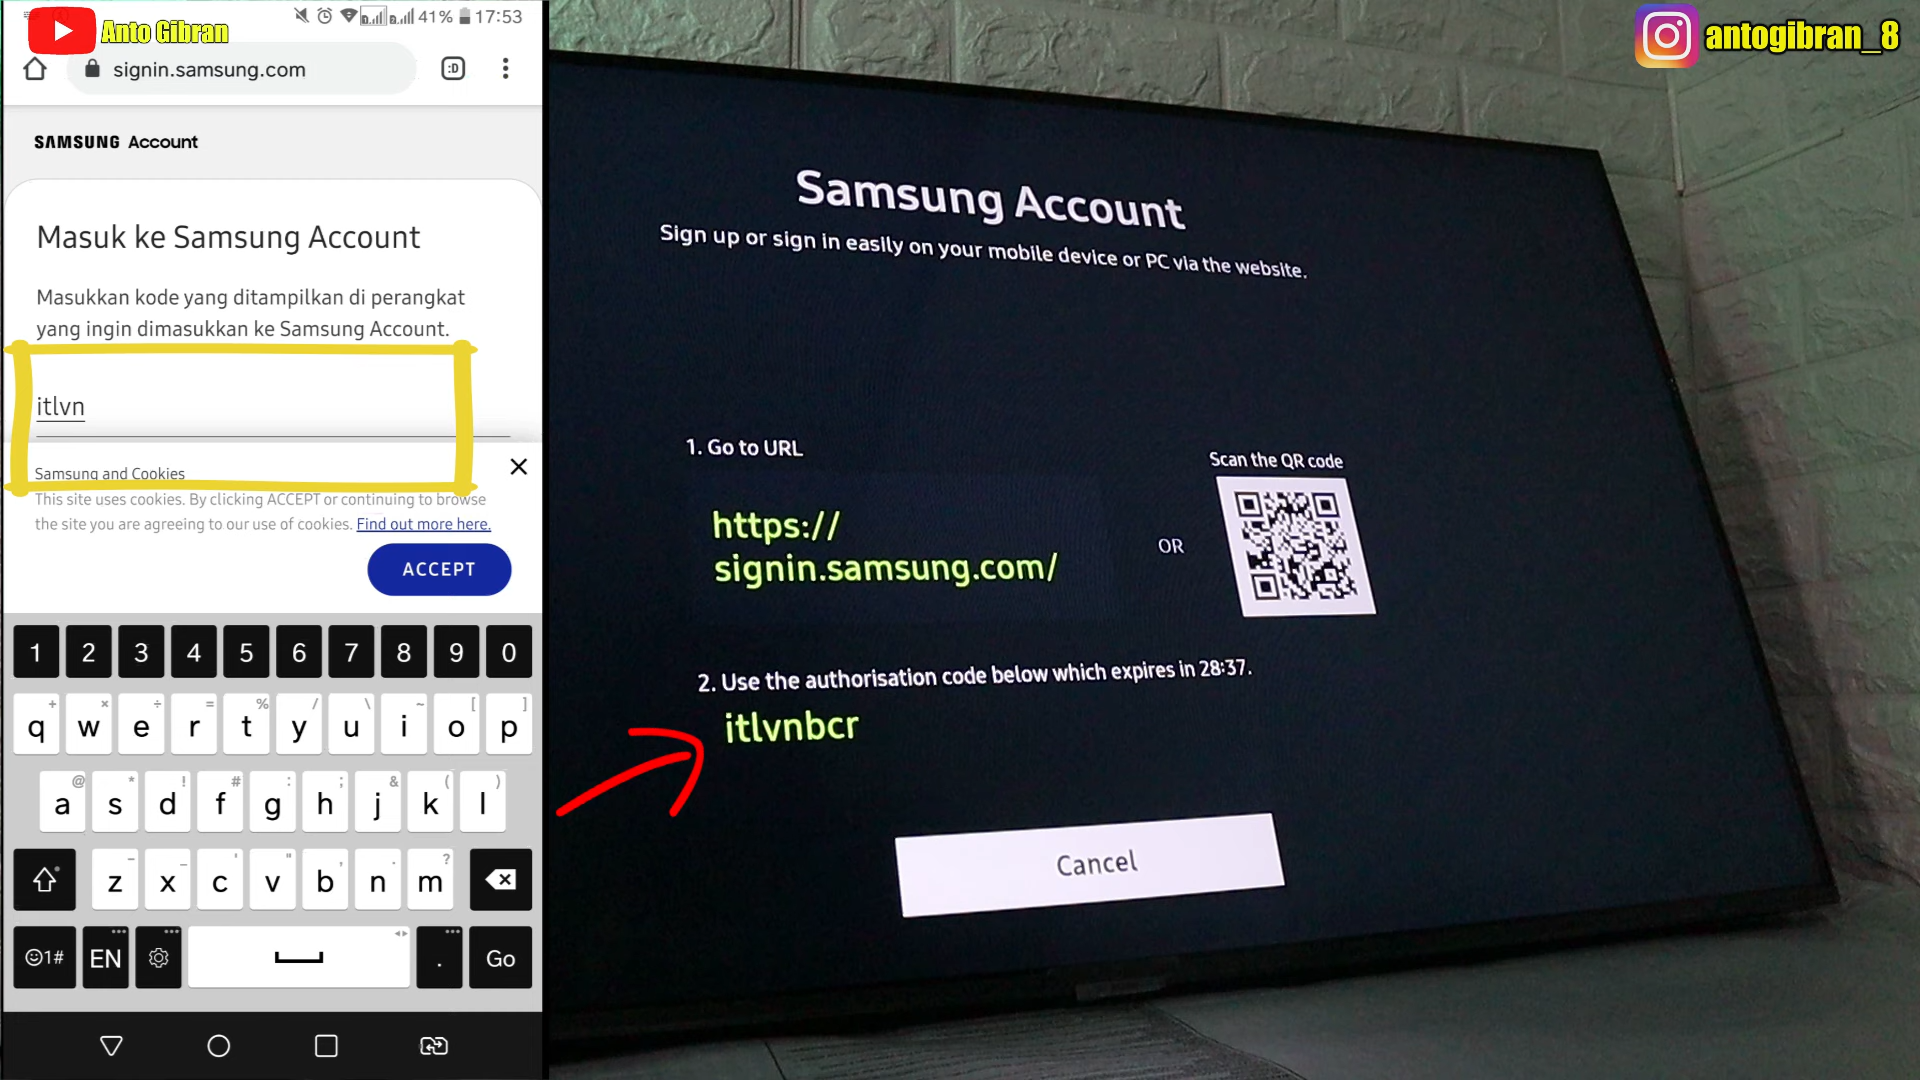 Anto Gibran
41% 17:53
signin.samsung.com
:D
SAMSUNG Account
Masuk ke Samsung Account
Masukkan kode yang ditampilkan di perangkat
yang ingin dimasukkan ke Samsung Account.
itlvn
Samsung and Cookies
This site uses cookies. By clicking ACCEPT or continuing to browse
the site you are agreeing to our use of cookies. Find out more here.
ACCEPT
1 2 3 4 5 6 7 8 9 0
q w e r t y u i o p
a s d f g h j k l
z x c v b n m
☺1# EN . Go
antogibran_8
Samsung Account
Sign up or sign in easily on your mobile device or PC via the website.
1. Go to URL
https://
signin.samsung.com/
OR
Scan the QR code
2. Use the authorisation code below which expires in 28:37.
itlvnbcr
Cancel